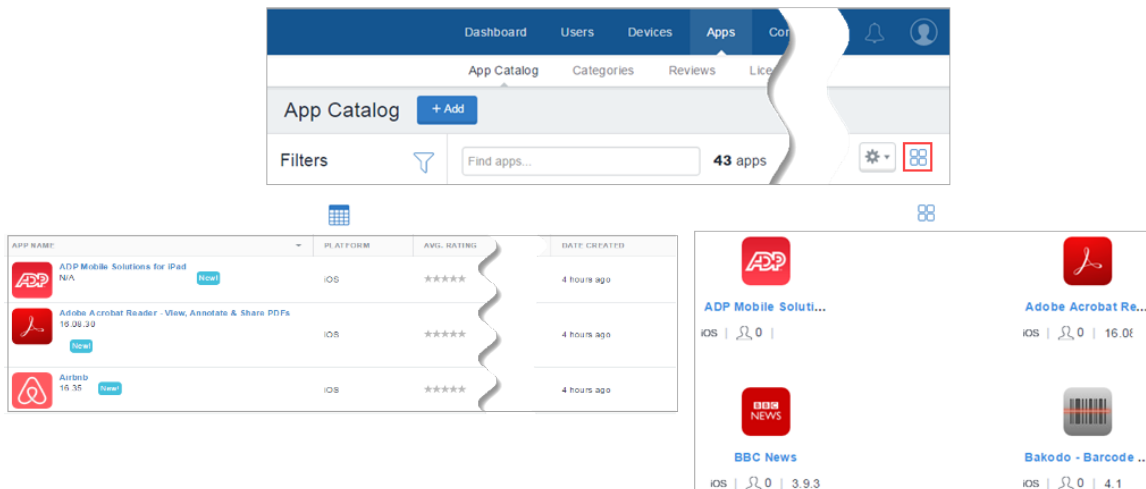 Dashboard Users Devices Apps Cor
App Catalog Categories Reviews Lice
App Catalog + Add
Filters Find apps... 43 apps
APP NAME PLATFORM AVG. RATING DATE CREATED
ADP Mobile Solutions for iPad
N/A New! iOS 4 hours ago
Adobe Acrobat Reader - View, Annotate & Share PDFs
16.08.30 iOS 4 hours ago
New!
Airbnb
16.35 New! iOS 4 hours ago
ADP
ADP Mobile Soluti...
iOS | 0 |
Adobe Acrobat Re...
iOS | 0 | 16.08
BBC
NEWS
BBC News
iOS | 0 | 3.9.3
Bakodo - Barcode ...
iOS | 0 | 4.1